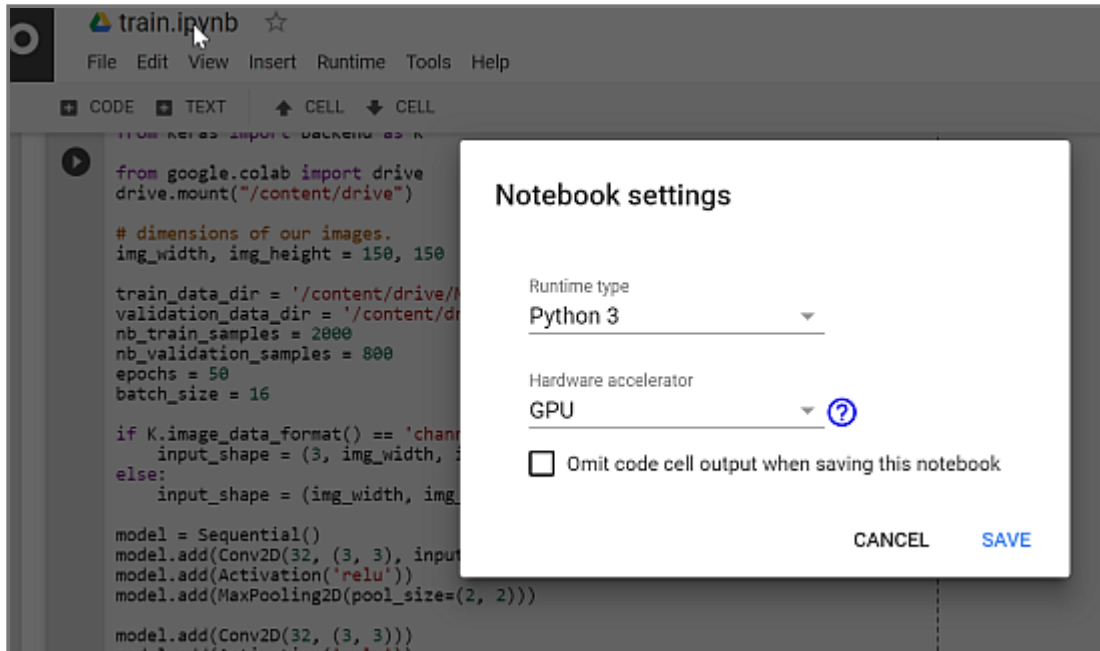 train.ipynb
File Edit View Insert Runtime Tools Help
CODE TEXT CELL CELL
from keras import backend as K
from google.colab import drive
drive.mount("/content/drive")
# dimensions of our images.
img_width, img_height = 150, 150
train_data_dir = '/content/drive/
validation_data_dir = '/content/dr
nb_train_samples = 2000
nb_validation_samples = 800
epochs = 50
batch_size = 16
if K.image_data_format() == 'chann
input_shape = (3, img_width, i
else:
input_shape = (img_width, img_
model = Sequential()
model.add(Conv2D(32, (3, 3), input
model.add(Activation('relu'))
model.add(MaxPooling2D(pool_size=(2, 2)))
model.add(Conv2D(32, (3, 3)))
Notebook settings
Runtime type
Python 3
Hardware accelerator
GPU
?
Omit code cell output when saving this notebook
CANCEL SAVE